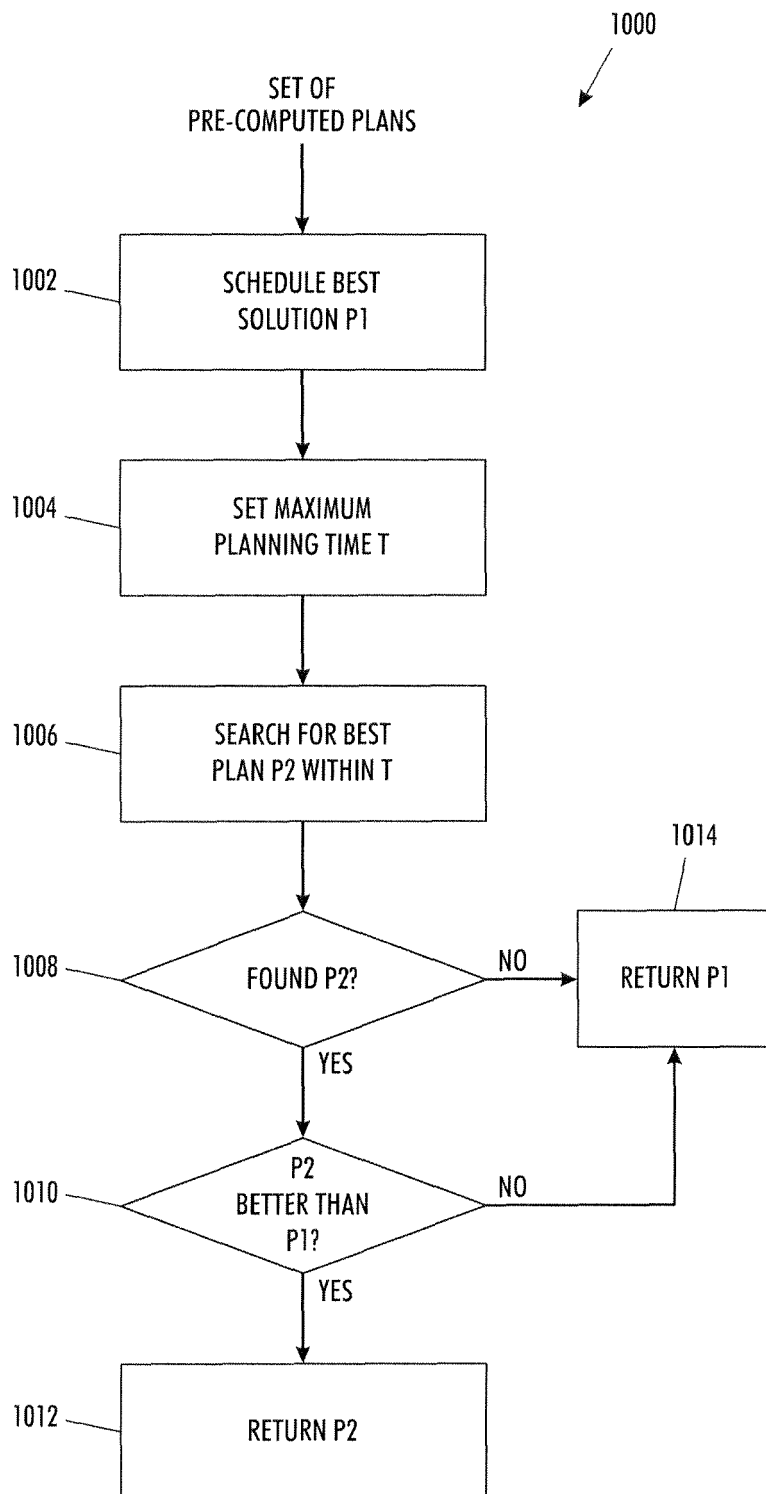 1000
SET OF
PRE-COMPUTED PLANS
1002
SCHEDULE BEST
SOLUTION P1
1004
SET MAXIMUM
PLANNING TIME T
1006
SEARCH FOR BEST
PLAN P2 WITHIN T
1014
1008
FOUND P2?
NO
RETURN P1
YES
1010
P2
BETTER THAN
P1?
NO
YES
1012
RETURN P2